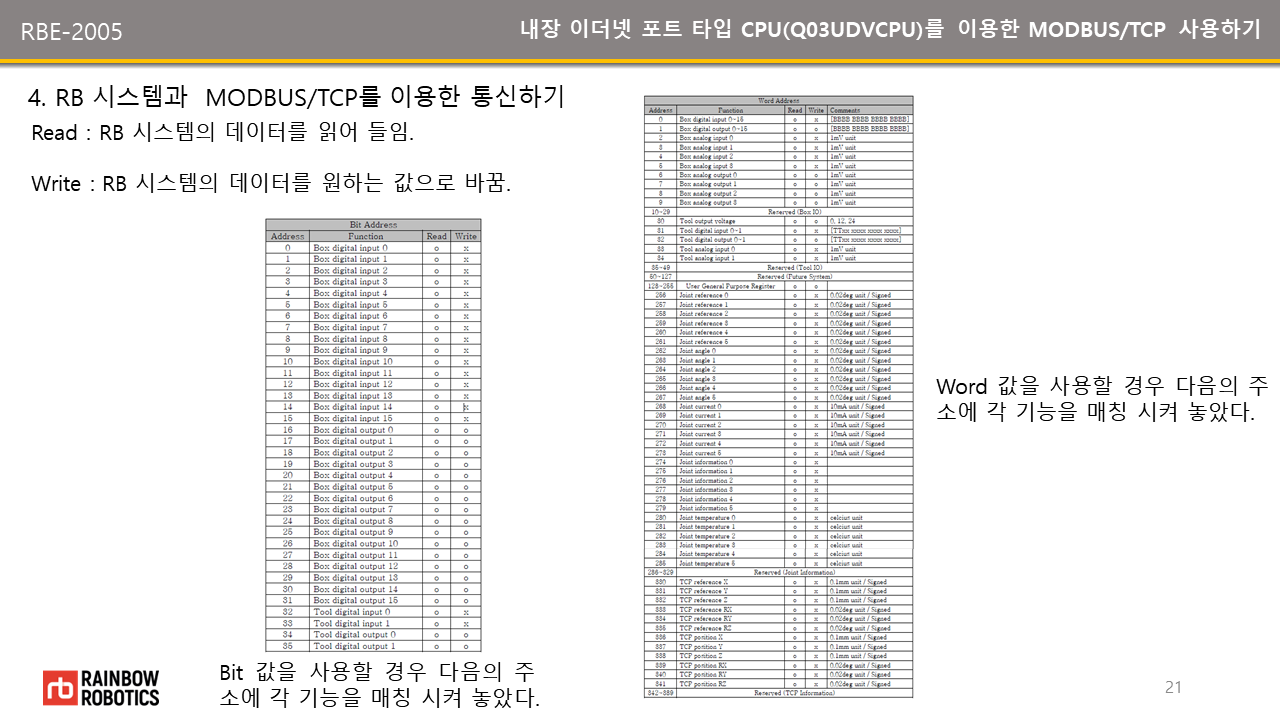 RBE-2005
내장 이더넷 포트 타입 CPU(Q03UDVCPU)를 이용한 MODBUS/TCP 사용하기
4. RB 시스템과 MODBUS/TCP를 이용한 통신하기
Read : RB 시스템의 데이터를 읽어 들임.
Write : RB 시스템의 데이터를 원하는 값으로 바꿈.
Bit Address
Address Function Read Write
0 Box digital input 0 o x
1 Box digital input 1 o x
2 Box digital input 2 o x
3 Box digital input 3 o x
4 Box digital input 4 o x
5 Box digital input 5 o x
6 Box digital input 6 o x
7 Box digital input 7 o x
8 Box digital input 8 o x
9 Box digital input 9 o x
10 Box digital input 10 o x
11 Box digital input 11 o x
12 Box digital input 12 o x
13 Box digital input 13 o x
14 Box digital input 14 o x
15 Box digital input 15 o x
16 Box digital output 0 o o
17 Box digital output 1 o o
18 Box digital output 2 o o
19 Box digital output 3 o o
20 Box digital output 4 o o
21 Box digital output 5 o o
22 Box digital output 6 o o
23 Box digital output 7 o o
24 Box digital output 8 o o
25 Box digital output 9 o o
26 Box digital output 10 o o
27 Box digital output 11 o o
28 Box digital output 12 o o
29 Box digital output 13 o o
30 Box digital output 14 o o
31 Box digital output 15 o o
32 Tool digital input 0 o x
33 Tool digital input 1 o x
34 Tool digital output 0 o o
35 Tool digital output 1 o o
Bit 값을 사용할 경우 다음의 주
소에 각 기능을 매칭 시켜 놓았다.
Word Address
Address Function Read Write Comments
0 Box digital input 0~15 o x [BBBB BBBB BBBB BBBB]
1 Box digital output 0~15 o o [BBBB BBBB BBBB BBBB]
2 Box analog input 0 o x 1mV unit
3 Box analog input 1 o x 1mV unit
4 Box analog input 2 o x 1mV unit
5 Box analog input 3 o x 1mV unit
6 Box analog output 0 o o 1mV unit
7 Box analog output 1 o o 1mV unit
8 Box analog output 2 o o 1mV unit
9 Box analog output 3 o o 1mV unit
10~29 Reserved (Box IO)
30 Tool output voltage o o 0, 12, 24
31 Tool digital input 0~1 o x [TTxx xxxx xxxx xxxx]
32 Tool digital output 0~1 o o [TTxx xxxx xxxx xxxx]
33 Tool analog input 0 o x 1mV unit
34 Tool analog input 1 o x 1mV unit
35~49 Reserved (Tool IO)
50~127 Reserved (Future System)
128~255 User General Purpose Register o o
256 Joint reference 0 o x 0.02deg unit / Signed
257 Joint reference 1 o x 0.02deg unit / Signed
258 Joint reference 2 o x 0.02deg unit / Signed
259 Joint reference 3 o x 0.02deg unit / Signed
260 Joint reference 4 o x 0.02deg unit / Signed
261 Joint reference 5 o x 0.02deg unit / Signed
262 Joint angle 0 o x 0.02deg unit / Signed
263 Joint angle 1 o x 0.02deg unit / Signed
264 Joint angle 2 o x 0.02deg unit / Signed
265 Joint angle 3 o x 0.02deg unit / Signed
266 Joint angle 4 o x 0.02deg unit / Signed
267 Joint angle 5 o x 0.02deg unit / Signed
268 Joint current 0 o x 10mA unit / Signed
269 Joint current 1 o x 10mA unit / Signed
270 Joint current 2 o x 10mA unit / Signed
271 Joint current 3 o x 10mA unit / Signed
272 Joint current 4 o x 10mA unit / Signed
273 Joint current 5 o x 10mA unit / Signed
274 Joint information 0 o x
275 Joint information 1 o x
276 Joint information 2 o x
277 Joint information 3 o x
278 Joint information 4 o x
279 Joint information 5 o x
280 Joint temperature 0 o x celcius unit
281 Joint temperature 1 o x celcius unit
282 Joint temperature 2 o x celcius unit
283 Joint temperature 3 o x celcius unit
284 Joint temperature 4 o x celcius unit
285 Joint temperature 5 o x celcius unit
286~329 Reserved (Joint Information)
330 TCP reference X o x 0.1mm unit / Signed
331 TCP reference Y o x 0.1mm unit / Signed
332 TCP reference Z o x 0.1mm unit / Signed
333 TCP reference RX o x 0.02deg unit / Signed
334 TCP reference RY o x 0.02deg unit / Signed
335 TCP reference RZ o x 0.02deg unit / Signed
336 TCP position X o x 0.1mm unit / Signed
337 TCP position Y o x 0.1mm unit / Signed
338 TCP position Z o x 0.1mm unit / Signed
339 TCP position RX o x 0.02deg unit / Signed
340 TCP position RY o x 0.02deg unit / Signed
341 TCP position RZ o x 0.02deg unit / Signed
342~389 Reserved (TCP Information)
Word 값을 사용할 경우 다음의 주
소에 각 기능을 매칭 시켜 놓았다.
rb RAINBOW
ROBOTICS
21